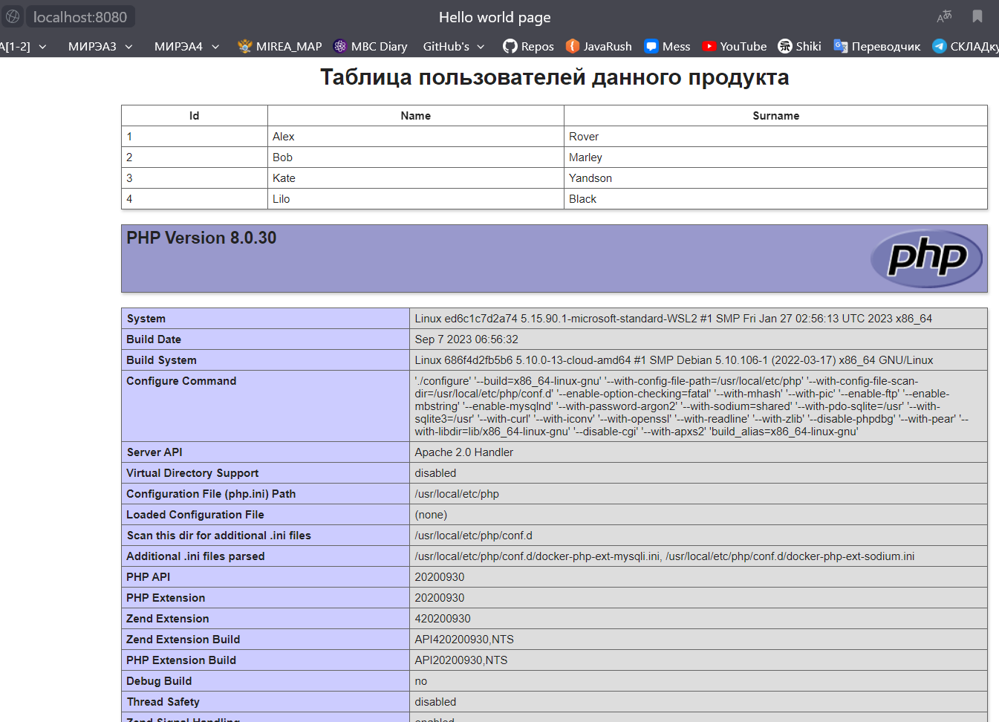 localhost:8080 Hello world page
А[1-2] МИРЭА3 МИРЭА4 MIREA_MAP MBC Diary GitHub's Repos JavaRush Mess YouTube Shiki Переводчик СКЛАДку
Таблица пользователей данного продукта
Id Name Surname
1 Alex Rover
2 Bob Marley
3 Kate Yandson
4 Lilo Black
PHP Version 8.0.30
php
System Linux ed6c1c7d2a74 5.15.90.1-microsoft-standard-WSL2 #1 SMP Fri Jan 27 02:56:13 UTC 2023 x86_64
Build Date Sep 7 2023 06:56:32
Build System Linux 686f4d2fb5b6 5.10.0-13-cloud-amd64 #1 SMP Debian 5.10.106-1 (2022-03-17) x86_64 GNU/Linux
Configure Command './configure' '--build=x86_64-linux-gnu' '--with-config-file-path=/usr/local/etc/php' '--with-config-file-scan-
dir=/usr/local/etc/php/conf.d' '--enable-option-checking=fatal' '--with-mhash' '--with-pic' '--enable-ftp' '--enable-
mbstring' '--enable-mysqlnd' '--with-password-argon2' '--with-sodium=shared' '--with-pdo-sqlite=/usr' '--with-
sqlite3=/usr' '--with-curl' '--with-iconv' '--with-openssl' '--with-readline' '--with-zlib' '--disable-phpdbg' '--with-pear' '--
with-libdir=lib/x86_64-linux-gnu' '--disable-cgi' '--with-apxs2' 'build_alias=x86_64-linux-gnu'
Server API Apache 2.0 Handler
Virtual Directory Support disabled
Configuration File (php.ini) Path /usr/local/etc/php
Loaded Configuration File (none)
Scan this dir for additional .ini files /usr/local/etc/php/conf.d
Additional .ini files parsed /usr/local/etc/php/conf.d/docker-php-ext-mysqli.ini, /usr/local/etc/php/conf.d/docker-php-ext-sodium.ini
PHP API 20200930
PHP Extension 20200930
Zend Extension 420200930
Zend Extension Build API420200930,NTS
PHP Extension Build API20200930,NTS
Debug Build no
Thread Safety disabled
Zend Signal Handling enabled